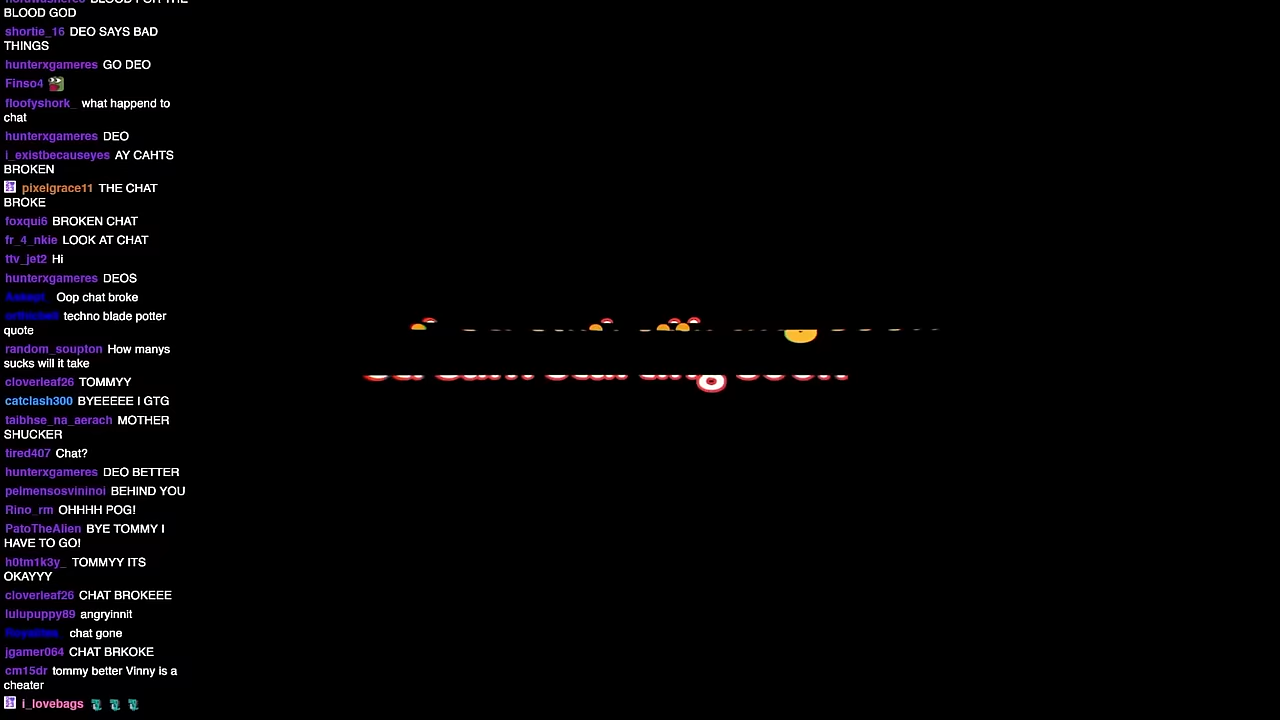 BLOOD GOD
shortie_16 DEO SAYS BAD
THINGS
hunterxgameres GO DEO
Finso4
floofyshork_ what happend to
chat
hunterxgameres DEO
i_existbecauseyes AY CAHTS
BROKEN
pixelgrace11 THE CHAT
BROKE
foxqui6 BROKEN CHAT
fr_4_nkie LOOK AT CHAT
ttv_jet2 Hi
hunterxgameres DEOS
Oop chat broke
techno blade potter
quote
random_soupton How manys
sucks will it take
cloverleaf26 TOMMYY
catclash300 BYEEEEE I GTG
taibhse_na_aerach MOTHER
SHUCKER
tired407 Chat?
hunterxgameres DEO BETTER
pelmensosvininoi BEHIND YOU
Rino_rm OHHHH POG!
PatoTheAlien BYE TOMMY I
HAVE TO GO!
h0tm1k3y_ TOMMYY ITS
OKAYYY
cloverleaf26 CHAT BROKEEE
lulupuppy89 angryinnit
chat gone
jgamer064 CHAT BRKOKE
cm15dr tommy better Vinny is a
cheater
i_lovebags